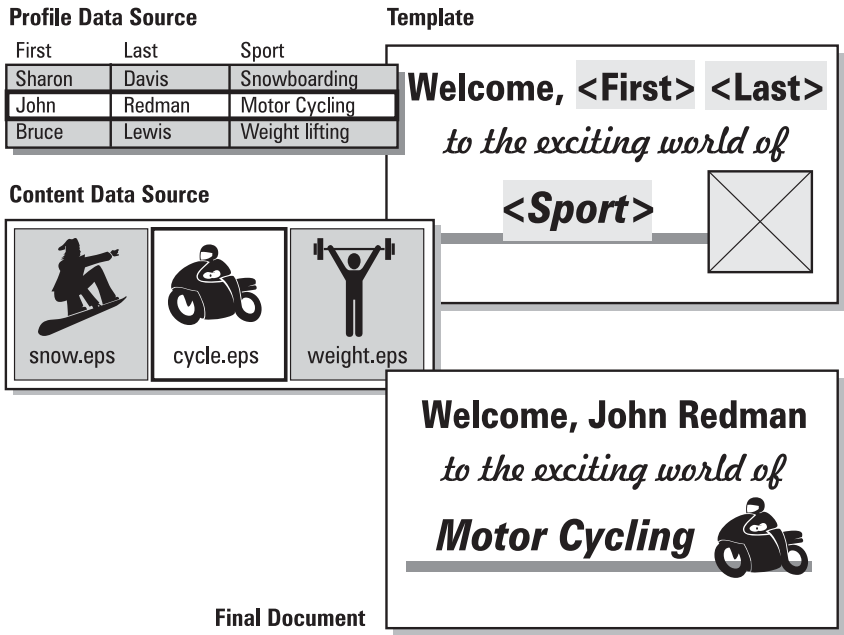 Profile Data Source
First Last Sport
Sharon Davis Snowboarding
John Redman Motor Cycling
Bruce Lewis Weight lifting
Content Data Source
snow.eps cycle.eps weight.eps
Template
Welcome, <First> <Last>
to the exciting world of
<Sport>
Welcome, John Redman
to the exciting world of
Motor Cycling
Final Document